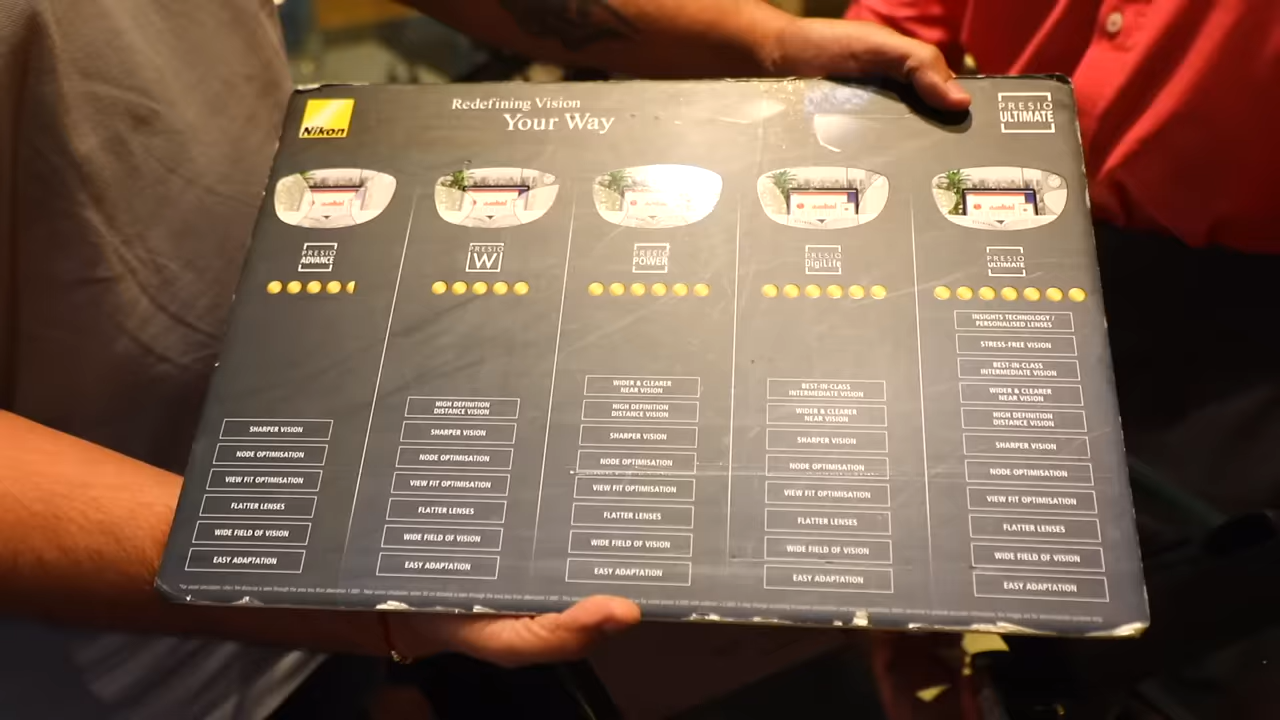 Nikon
Redefining Vision
Your Way
PRESIO
ULTIMATE
PRESIO
ADVANCE
SHARPER VISION
NODE OPTIMISATION
VIEW FIT OPTIMISATION
FLATTER LENSES
WIDE FIELD OF VISION
EASY ADAPTATION
PRESIO
W
HIGH DEFINITION
DISTANCE VISION
SHARPER VISION
NODE OPTIMISATION
VIEW FIT OPTIMISATION
FLATTER LENSES
WIDE FIELD OF VISION
EASY ADAPTATION
PRESIO
POWER
WIDER & CLEARER
NEAR VISION
HIGH DEFINITION
DISTANCE VISION
SHARPER VISION
NODE OPTIMISATION
VIEW FIT OPTIMISATION
FLATTER LENSES
WIDE FIELD OF VISION
EASY ADAPTATION
PRESIO
DigiLife
BEST-IN-CLASS
INTERMEDIATE VISION
WIDER & CLEARER
NEAR VISION
SHARPER VISION
NODE OPTIMISATION
VIEW FIT OPTIMISATION
FLATTER LENSES
WIDE FIELD OF VISION
EASY ADAPTATION
PRESIO
ULTIMATE
INSIGHTS TECHNOLOGY /
PERSONALISED LENSES
STRESS-FREE VISION
BEST-IN-CLASS
INTERMEDIATE VISION
WIDER & CLEARER
NEAR VISION
HIGH DEFINITION
DISTANCE VISION
SHARPER VISION
NODE OPTIMISATION
VIEW FIT OPTIMISATION
FLATTER LENSES
WIDE FIELD OF VISION
EASY ADAPTATION